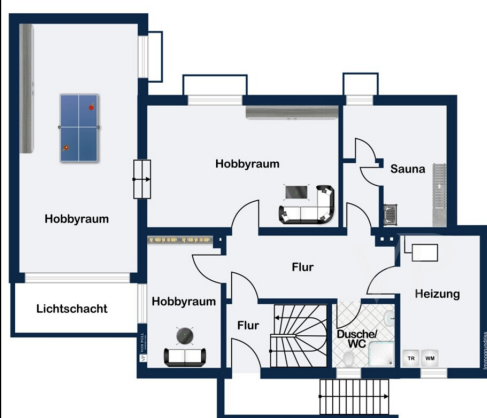 Hobbyraum
Sauna
Hobbyraum
Flur
Hobbyraum
Heizung
Lichtschacht
Flur
Dusche/
WC
TR
WM